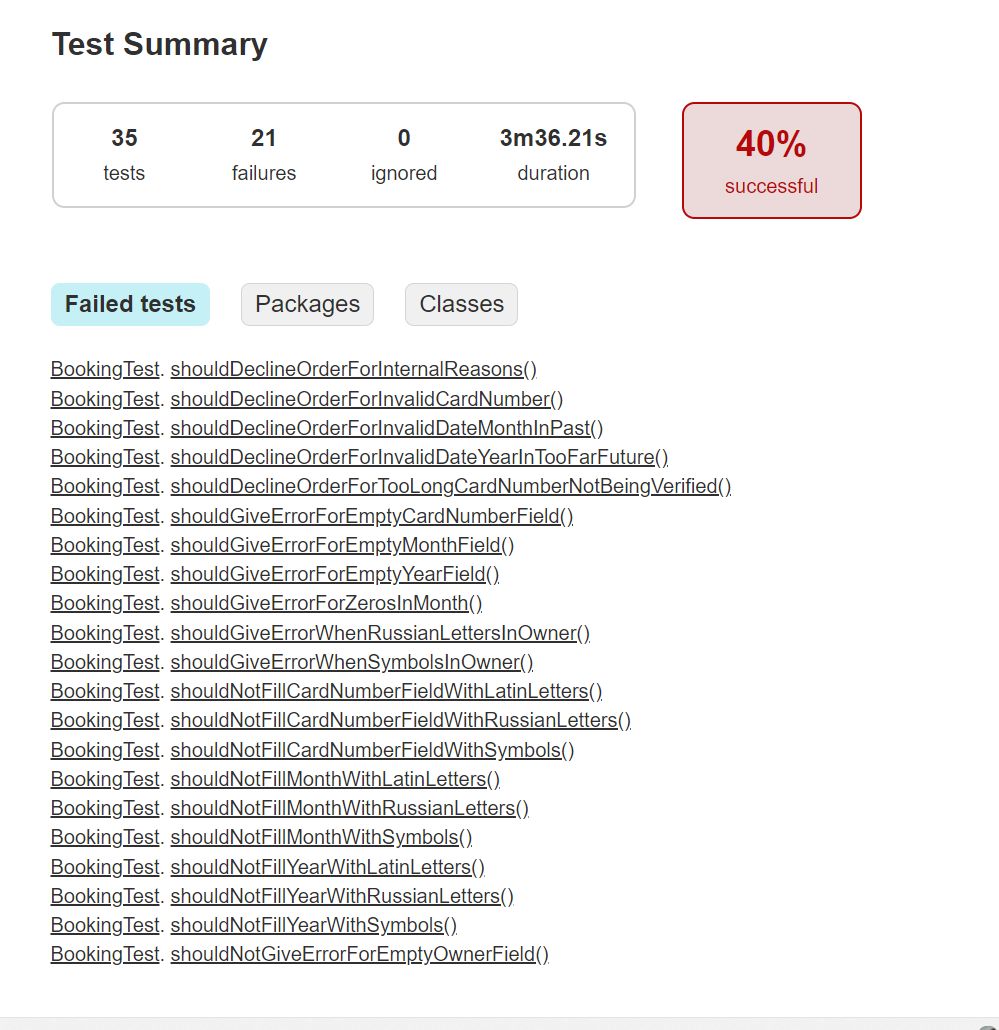 Test Summary
35 21 0 3m36.21s
tests failures ignored duration
40%
successful
Failed tests Packages Classes
BookingTest. shouldDeclineOrderForInternalReasons()
BookingTest. shouldDeclineOrderForInvalidCardNumber()
BookingTest. shouldDeclineOrderForInvalidDateMonthInPast()
BookingTest. shouldDeclineOrderForInvalidDateYearInTooFarFuture()
BookingTest. shouldDeclineOrderForTooLongCardNumberNotBeingVerified()
BookingTest. shouldGiveErrorForEmptyCardNumberField()
BookingTest. shouldGiveErrorForEmptyMonthField()
BookingTest. shouldGiveErrorForEmptyYearField()
BookingTest. shouldGiveErrorForZerosInMonth()
BookingTest. shouldGiveErrorWhenRussianLettersInOwner()
BookingTest. shouldGiveErrorWhenSymbolsInOwner()
BookingTest. shouldNotFillCardNumberFieldWithLatinLetters()
BookingTest. shouldNotFillCardNumberFieldWithRussianLetters()
BookingTest. shouldNotFillCardNumberFieldWithSymbols()
BookingTest. shouldNotFillMonthWithLatinLetters()
BookingTest. shouldNotFillMonthWithRussianLetters()
BookingTest. shouldNotFillMonthWithSymbols()
BookingTest. shouldNotFillYearWithLatinLetters()
BookingTest. shouldNotFillYearWithRussianLetters()
BookingTest. shouldNotFillYearWithSymbols()
BookingTest. shouldNotGiveErrorForEmptyOwnerField()